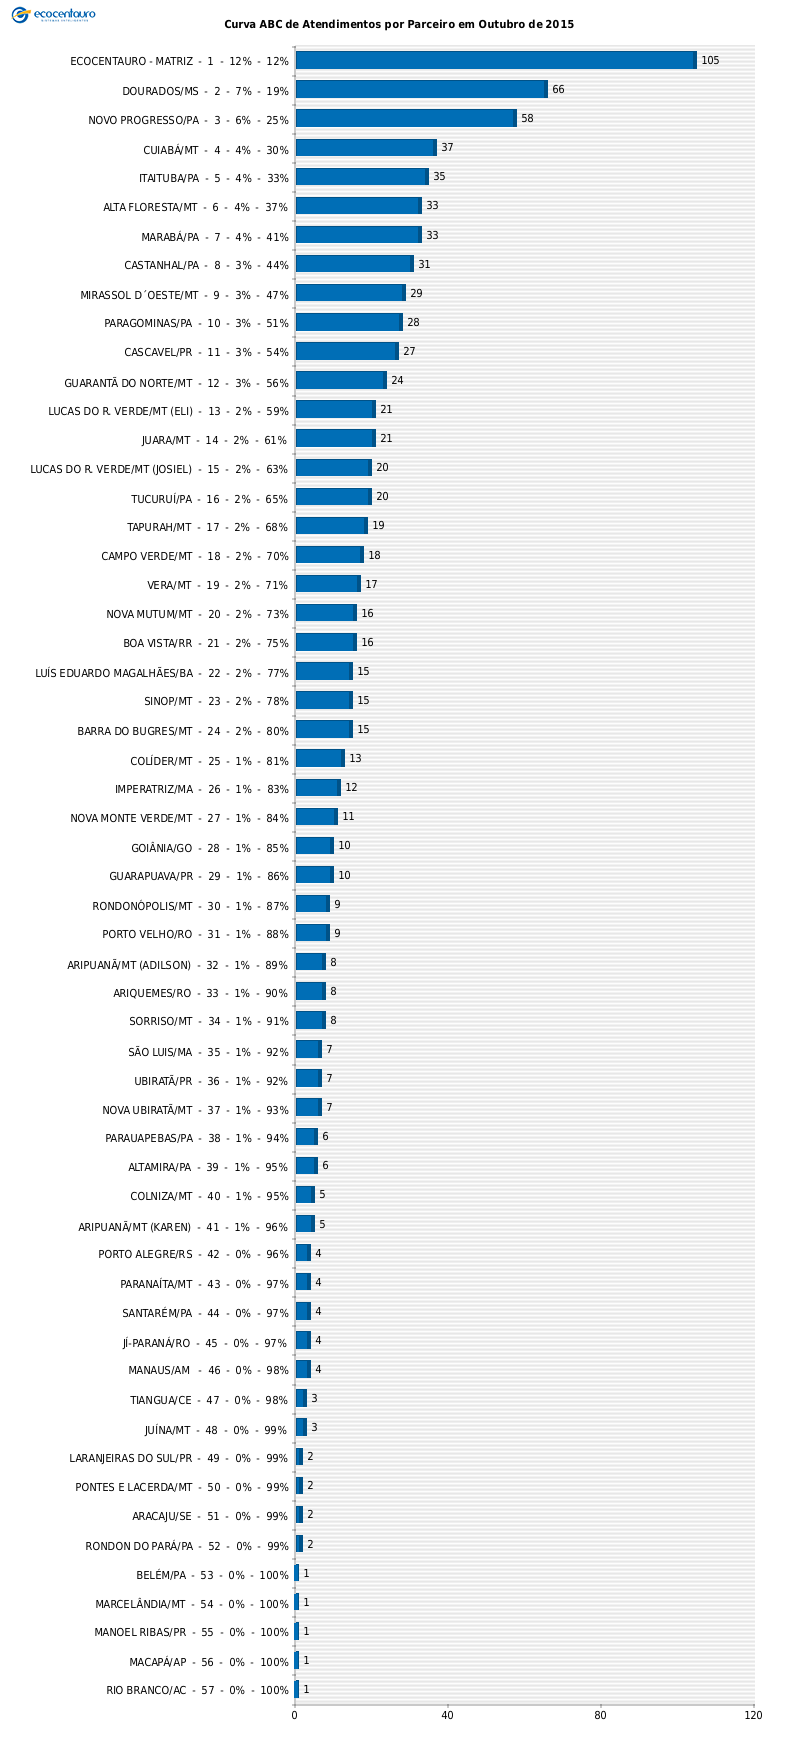 ecocentauro
Curva ABC de Atendimentos por Parceiro em Outubro de 2015
ECOCENTAURO - MATRIZ - 1 - 12% - 12% 105
DOURADOS/MS - 2 - 7% - 19% 66
NOVO PROGRESSO/PA - 3 - 6% - 25% 58
CUIABÁ/MT - 4 - 4% - 30% 37
ITAITUBA/PA - 5 - 4% - 33% 35
ALTA FLORESTA/MT - 6 - 4% - 37% 33
MARABÁ/PA - 7 - 4% - 41% 33
CASTANHAL/PA - 8 - 3% - 44% 31
MIRASSOL D´OESTE/MT - 9 - 3% - 47% 29
PARAGOMINAS/PA - 10 - 3% - 51% 28
CASCAVEL/PR - 11 - 3% - 54% 27
GUARANTÃ DO NORTE/MT - 12 - 3% - 56% 24
LUCAS DO R. VERDE/MT (ELI) - 13 - 2% - 59% 21
JUARA/MT - 14 - 2% - 61% 21
LUCAS DO R. VERDE/MT (JOSIEL) - 15 - 2% - 63% 20
TUCURUÍ/PA - 16 - 2% - 65% 20
TAPURAH/MT - 17 - 2% - 68% 19
CAMPO VERDE/MT - 18 - 2% - 70% 18
VERA/MT - 19 - 2% - 71% 17
NOVA MUTUM/MT - 20 - 2% - 73% 16
BOA VISTA/RR - 21 - 2% - 75% 16
LUÍS EDUARDO MAGALHÃES/BA - 22 - 2% - 77% 15
SINOP/MT - 23 - 2% - 78% 15
BARRA DO BUGRES/MT - 24 - 2% - 80% 15
COLÍDER/MT - 25 - 1% - 81% 13
IMPERATRIZ/MA - 26 - 1% - 83% 12
NOVA MONTE VERDE/MT - 27 - 1% - 84% 11
GOIÂNIA/GO - 28 - 1% - 85% 10
GUARAPUAVA/PR - 29 - 1% - 86% 10
RONDONÓPOLIS/MT - 30 - 1% - 87% 9
PORTO VELHO/RO - 31 - 1% - 88% 9
ARIPUANÃ/MT (ADILSON) - 32 - 1% - 89% 8
ARIQUEMES/RO - 33 - 1% - 90% 8
SORRISO/MT - 34 - 1% - 91% 8
SÃO LUIS/MA - 35 - 1% - 92% 7
UBIRATÃ/PR - 36 - 1% - 92% 7
NOVA UBIRATÃ/MT - 37 - 1% - 93% 7
PARAUAPEBAS/PA - 38 - 1% - 94% 6
ALTAMIRA/PA - 39 - 1% - 95% 6
COLNIZA/MT - 40 - 1% - 95% 5
ARIPUANÃ/MT (KAREN) - 41 - 1% - 96% 5
PORTO ALEGRE/RS - 42 - 0% - 96% 4
PARANAÍTA/MT - 43 - 0% - 97% 4
SANTARÉM/PA - 44 - 0% - 97% 4
JÍ-PARANÁ/RO - 45 - 0% - 97% 4
MANAUS/AM - 46 - 0% - 98% 4
TIANGUA/CE - 47 - 0% - 98% 3
JUÍNA/MT - 48 - 0% - 99% 3
LARANJEIRAS DO SUL/PR - 49 - 0% - 99% 2
PONTES E LACERDA/MT - 50 - 0% - 99% 2
ARACAJU/SE - 51 - 0% - 99% 2
RONDON DO PARÁ/PA - 52 - 0% - 99% 2
BELÉM/PA - 53 - 0% - 100% 1
MARCELÂNDIA/MT - 54 - 0% - 100% 1
MANOEL RIBAS/PR - 55 - 0% - 100% 1
MACAPÁ/AP - 56 - 0% - 100% 1
RIO BRANCO/AC - 57 - 0% - 100% 1
0 40 80 120